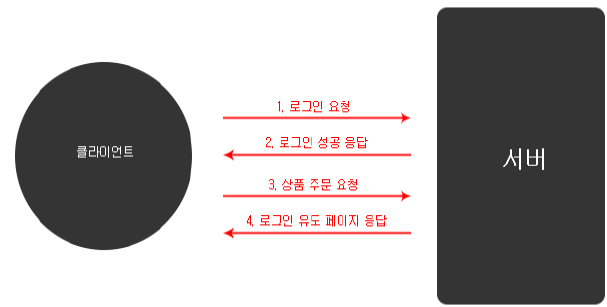 클라이언트
1. 로그인 요청
2. 로그인 성공 응답
3. 상품 주문 요청
4. 로그인 유도 페이지 응답
서버